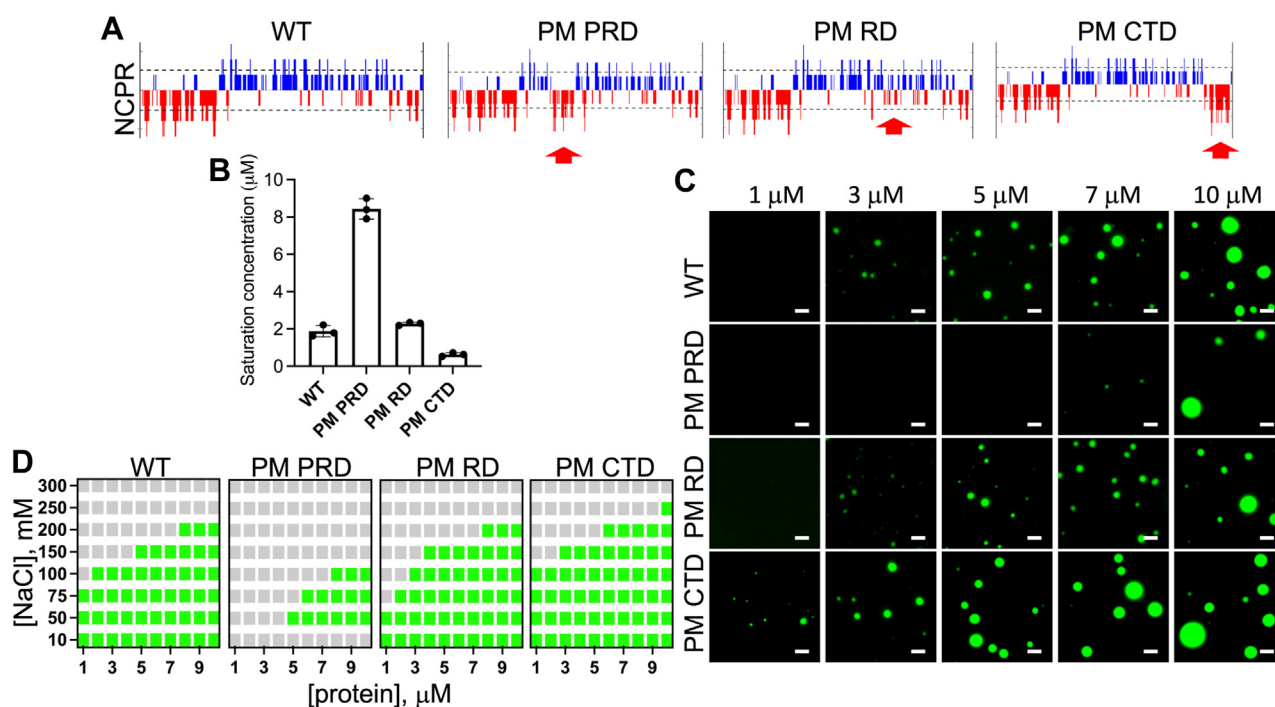 A
WT
PM PRD
PM RD
PM CTD
NCPR
B
Saturation concentration (μM)
10
8
6
4
2
0
WT
PM PRD
PM RD
PM CTD
C
1 μM
3 μM
5 μM
7 μM
10 μM
WT
PM PRD
PM RD
PM CTD
D
WT
PM PRD
PM RD
PM CTD
[NaCl], mM
300
250
200
150
100
75
50
10
1 3 5 7 9
1 3 5 7 9
1 3 5 7 9
1 3 5 7 9
[protein], μM